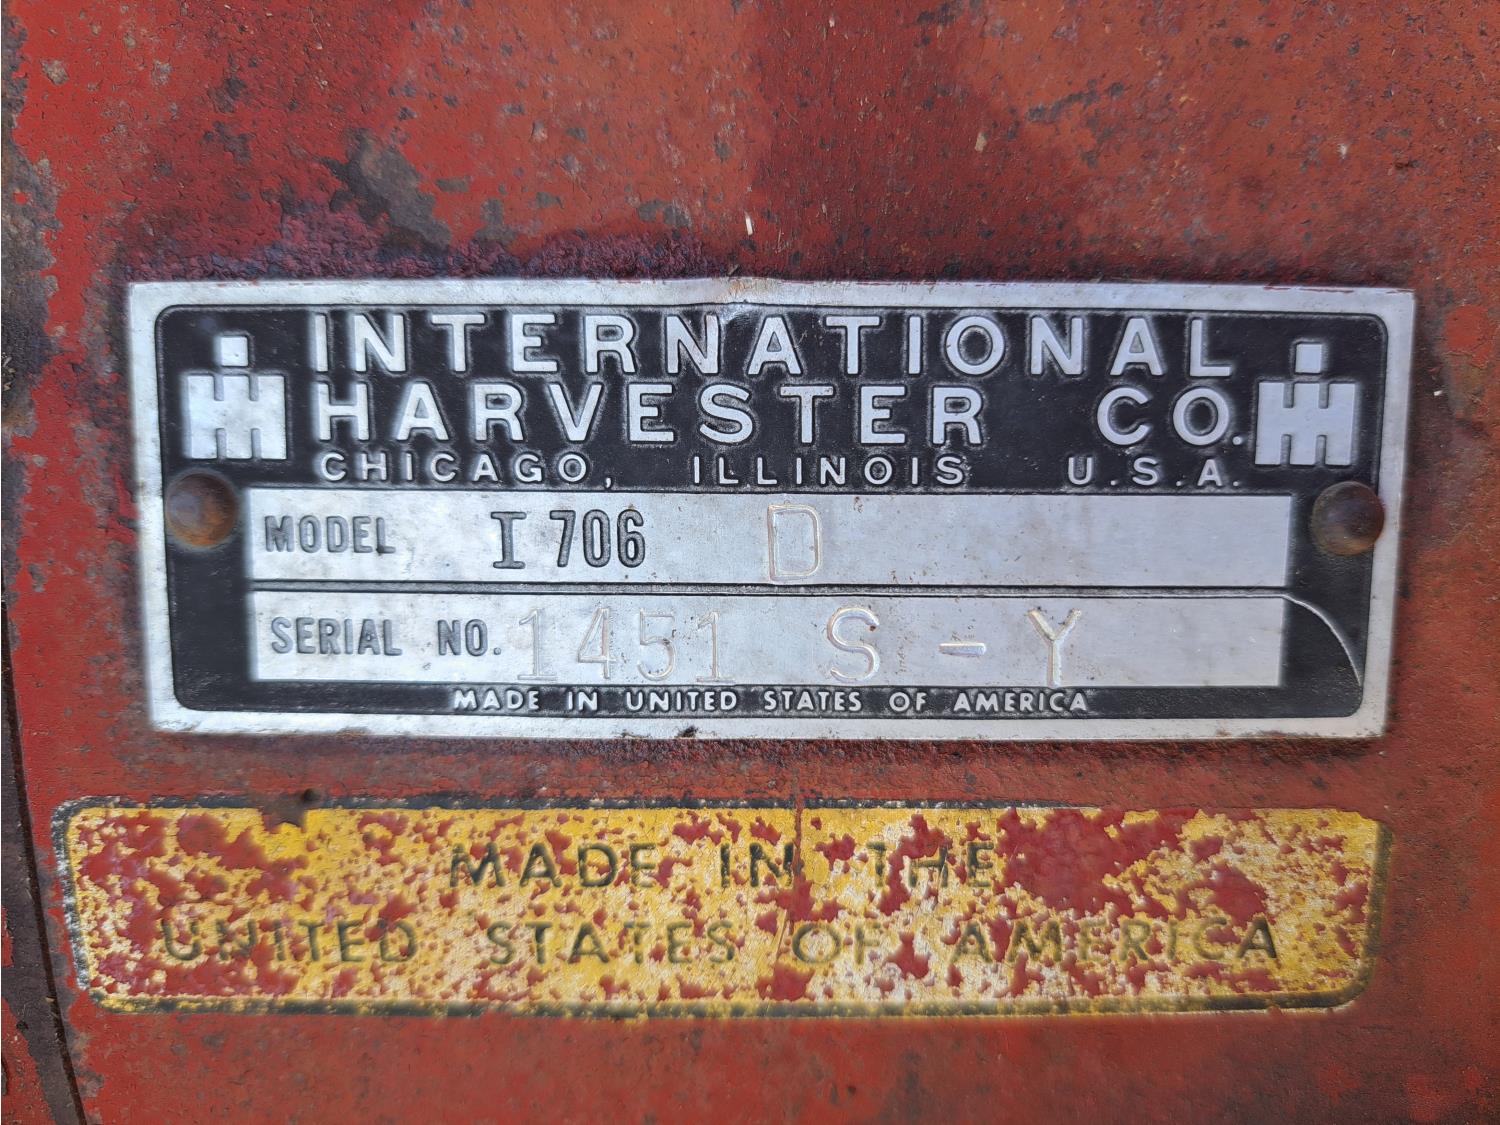 INTERNATIONAL
HARVESTER CO.
CHICAGO, ILLINOIS U.S.A.
MODEL I 706 D
SERIAL NO. 1451 S - Y
MADE IN UNITED STATES OF AMERICA
MADE IN THE
UNITED STATES OF AMERICA